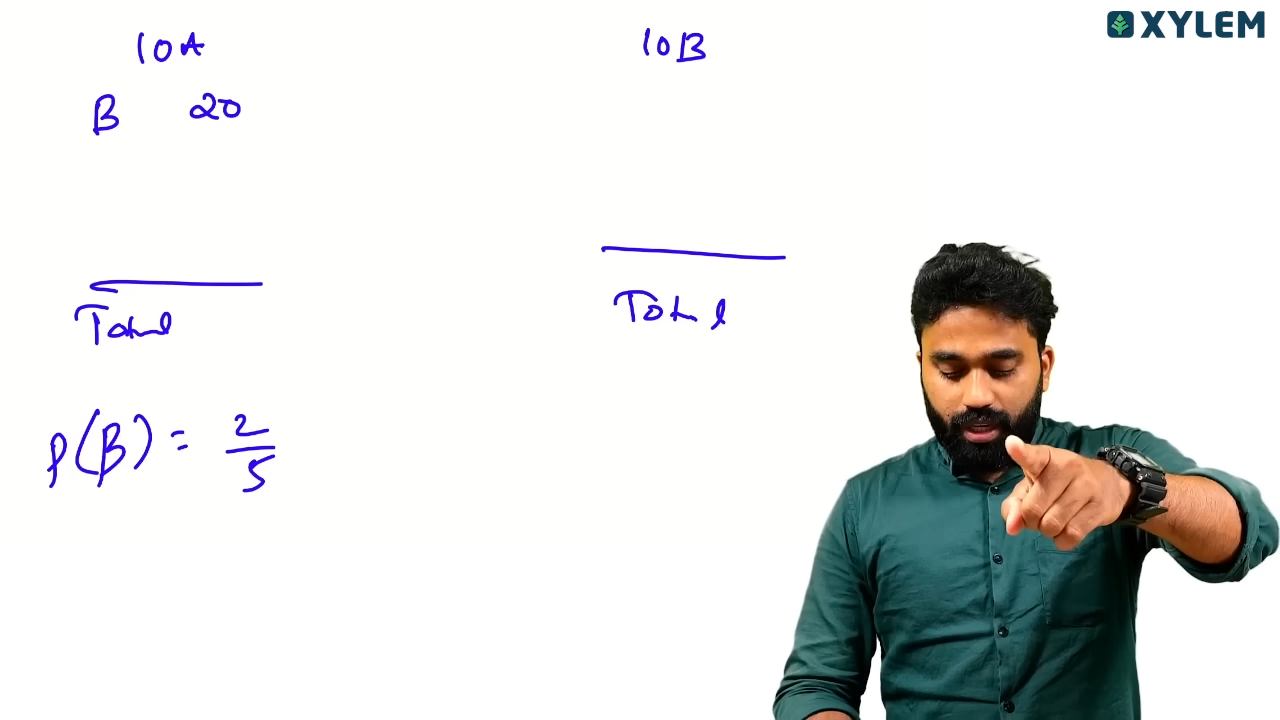 XYLEM
10A
10B
B 20
Total
Total
P(B) = 2/5